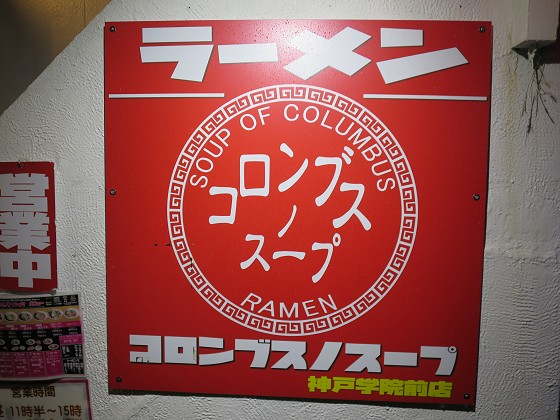 ラーメン
SOUP OF COLUMBUS
コロンブス
ノ
スープ
RAMEN
コロンブスノスープ
神戸学院前店
営業中
営業時間
11時半〜15時